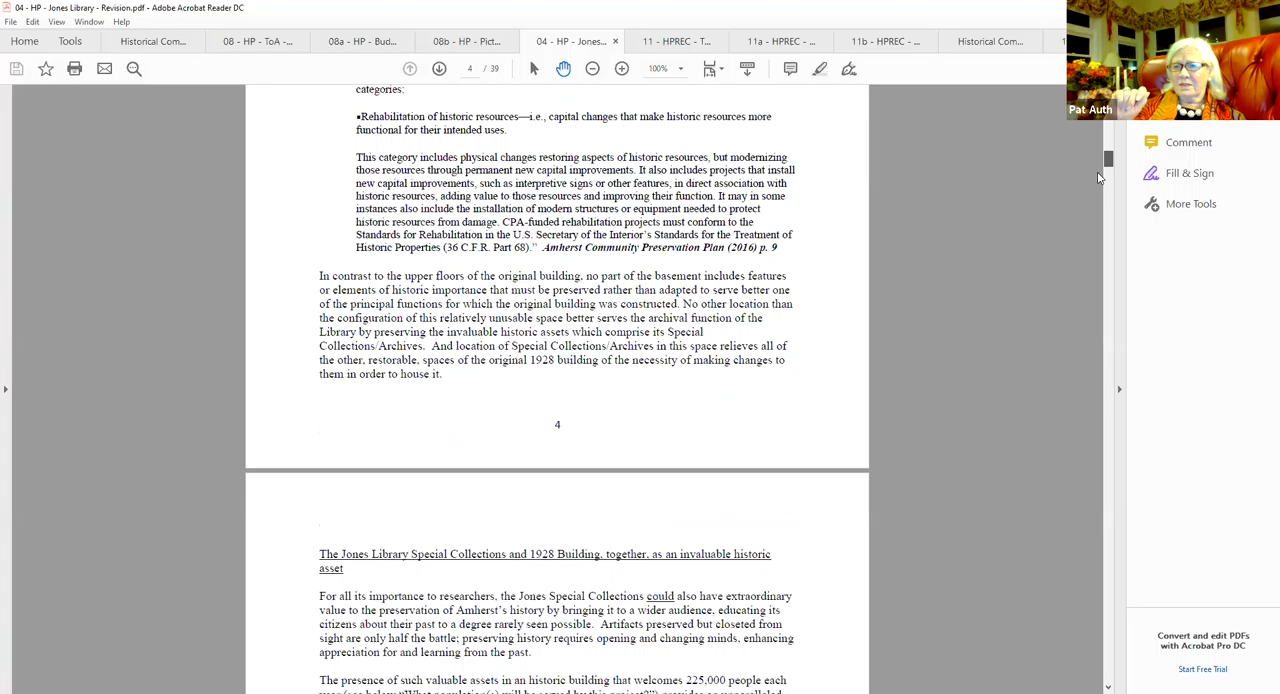 04 - HP - Jones Library - Revision.pdf - Adobe Acrobat Reader DC
File Edit View Window Help
Home Tools Historical Com... 08 - HP - ToA -... 08a - HP - Bud... 08b - HP - Pict... 04 - HP - Jones... × 11 - HPREC - T... 11a - HPREC - ... 11b - HPREC - ... Historical Com...
4 / 39 100%
Pat Auth
categories:
▪Rehabilitation of historic resources—i.e., capital changes that make historic resources more
functional for their intended uses.
This category includes physical changes restoring aspects of historic resources, but modernizing
those resources through permanent new capital improvements. It also includes projects that install
new capital improvements, such as interpretive signs or other features, in direct association with
historic resources, adding value to those resources and improving their function. It may in some
instances also include the installation of modern structures or equipment needed to protect
historic resources from damage. CPA-funded rehabilitation projects must conform to the
Standards for Rehabilitation in the U.S. Secretary of the Interior's Standards for the Treatment of
Historic Properties (36 C.F.R. Part 68)." Amherst Community Preservation Plan (2016) p. 9
In contrast to the upper floors of the original building, no part of the basement includes features
or elements of historic importance that must be preserved rather than adapted to serve better one
of the principal functions for which the original building was constructed. No other location than
the configuration of this relatively unusable space better serves the archival function of the
Library by preserving the invaluable historic assets which comprise its Special
Collections/Archives. And location of Special Collections/Archives in this space relieves all of
the other, restorable, spaces of the original 1928 building of the necessity of making changes to
them in order to house it.
4
The Jones Library Special Collections and 1928 Building, together, as an invaluable historic
asset
For all its importance to researchers, the Jones Special Collections could also have extraordinary
value to the preservation of Amherst's history by bringing it to a wider audience, educating its
citizens about their past to a degree rarely seen possible. Artifacts preserved but closeted from
sight are only half the battle; preserving history requires opening and changing minds, enhancing
appreciation for and learning from the past.
The presence of such valuable assets in an historic building that welcomes 225,000 people each
year (see below "What population(s) will be served by this project?") provides an unparalleled
Comment
Fill & Sign
More Tools
Convert and edit PDFs
with Acrobat Pro DC
Start Free Trial